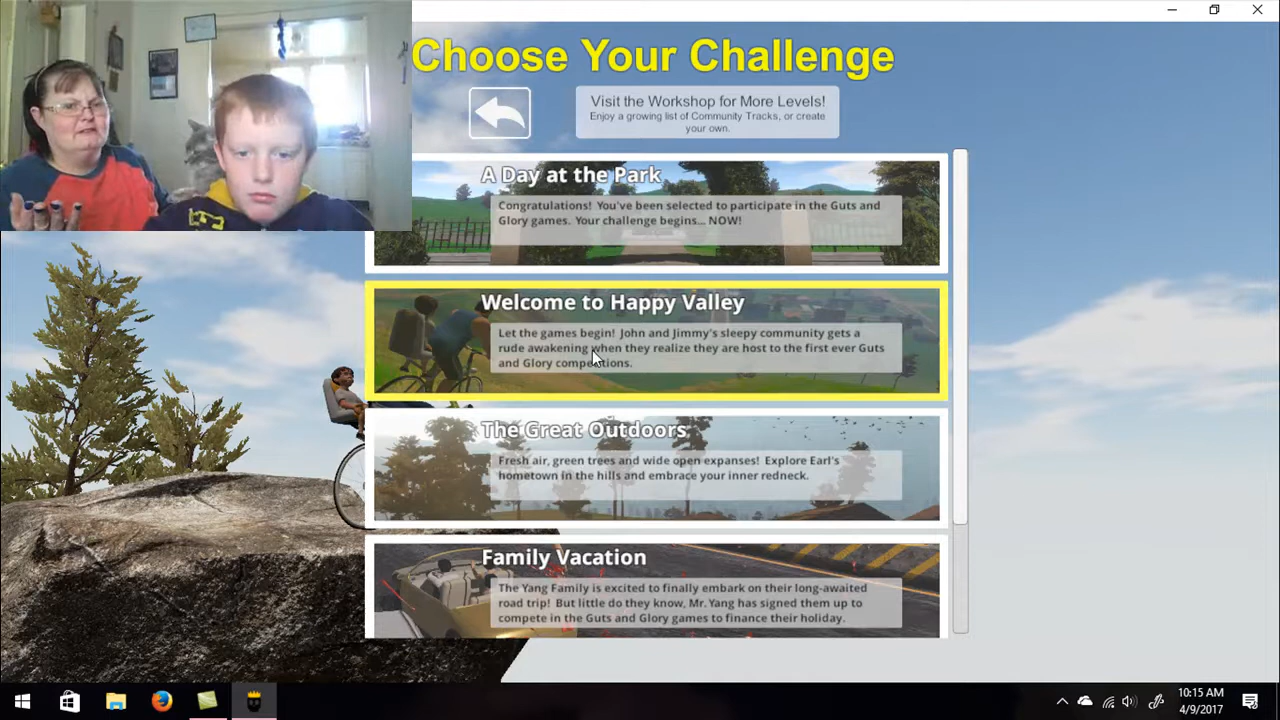 Choose Your Challenge
Visit the Workshop for More Levels!
Enjoy a growing list of Community Tracks, or create
your own.
A Day at the Park
Congratulations! You've been selected to participate in the Guts and
Glory games. Your challenge begins... NOW!
Welcome to Happy Valley
Let the games begin! John and Jimmy's sleepy community gets a
rude awakening when they realize they are host to the first ever Guts
and Glory competitions.
The Great Outdoors
Fresh air, green trees and wide open expanses! Explore Earl's
hometown in the hills and embrace your inner redneck.
Family Vacation
The Yang Family is excited to finally embark on their long-awaited
road trip! But little do they know, Mr. Yang has signed them up to
compete in the Guts and Glory games to finance their holiday.
10:15 AM
4/9/2017